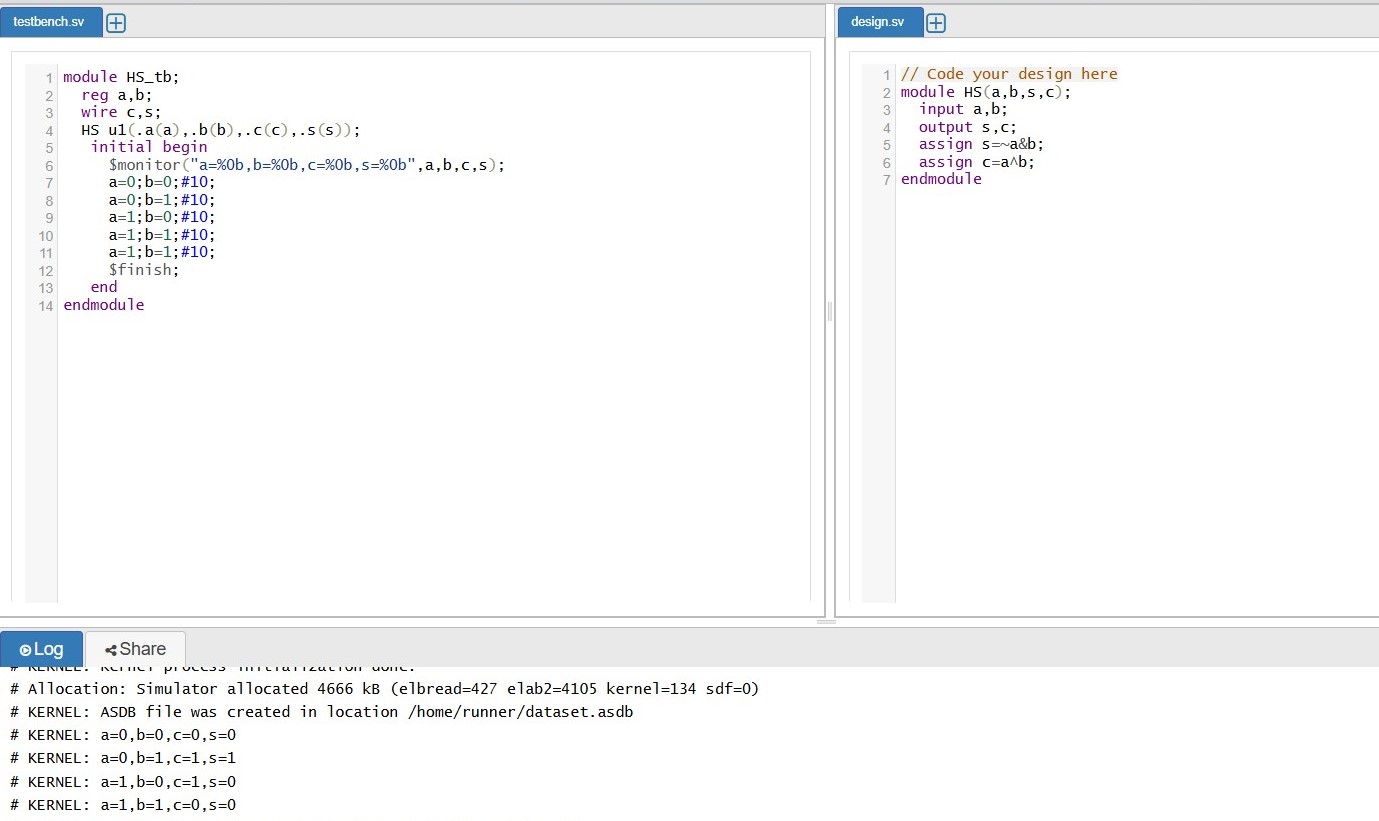 testbench.sv
design.sv
1 module HS_tb;
2 reg a,b;
3 wire c,s;
4 HS u1(.a(a),.b(b),.c(c),.s(s));
5 initial begin
6 $monitor("a=%0b,b=%0b,c=%0b,s=%0b",a,b,c,s);
7 a=0;b=0;#10;
8 a=0;b=1;#10;
9 a=1;b=0;#10;
10 a=1;b=1;#10;
11 a=1;b=1;#10;
12 $finish;
13 end
14 endmodule
1 // Code your design here
2 module HS(a,b,s,c);
3 input a,b;
4 output s,c;
5 assign s=~a&b;
6 assign c=a^b;
7 endmodule
Log
Share
# KERNEL: Kernel process initialization done.
# Allocation: Simulator allocated 4666 kB (elbread=427 elab2=4105 kernel=134 sdf=0)
# KERNEL: ASDB file was created in location /home/runner/dataset.asdb
# KERNEL: a=0,b=0,c=0,s=0
# KERNEL: a=0,b=1,c=1,s=1
# KERNEL: a=1,b=0,c=1,s=0
# KERNEL: a=1,b=1,c=0,s=0